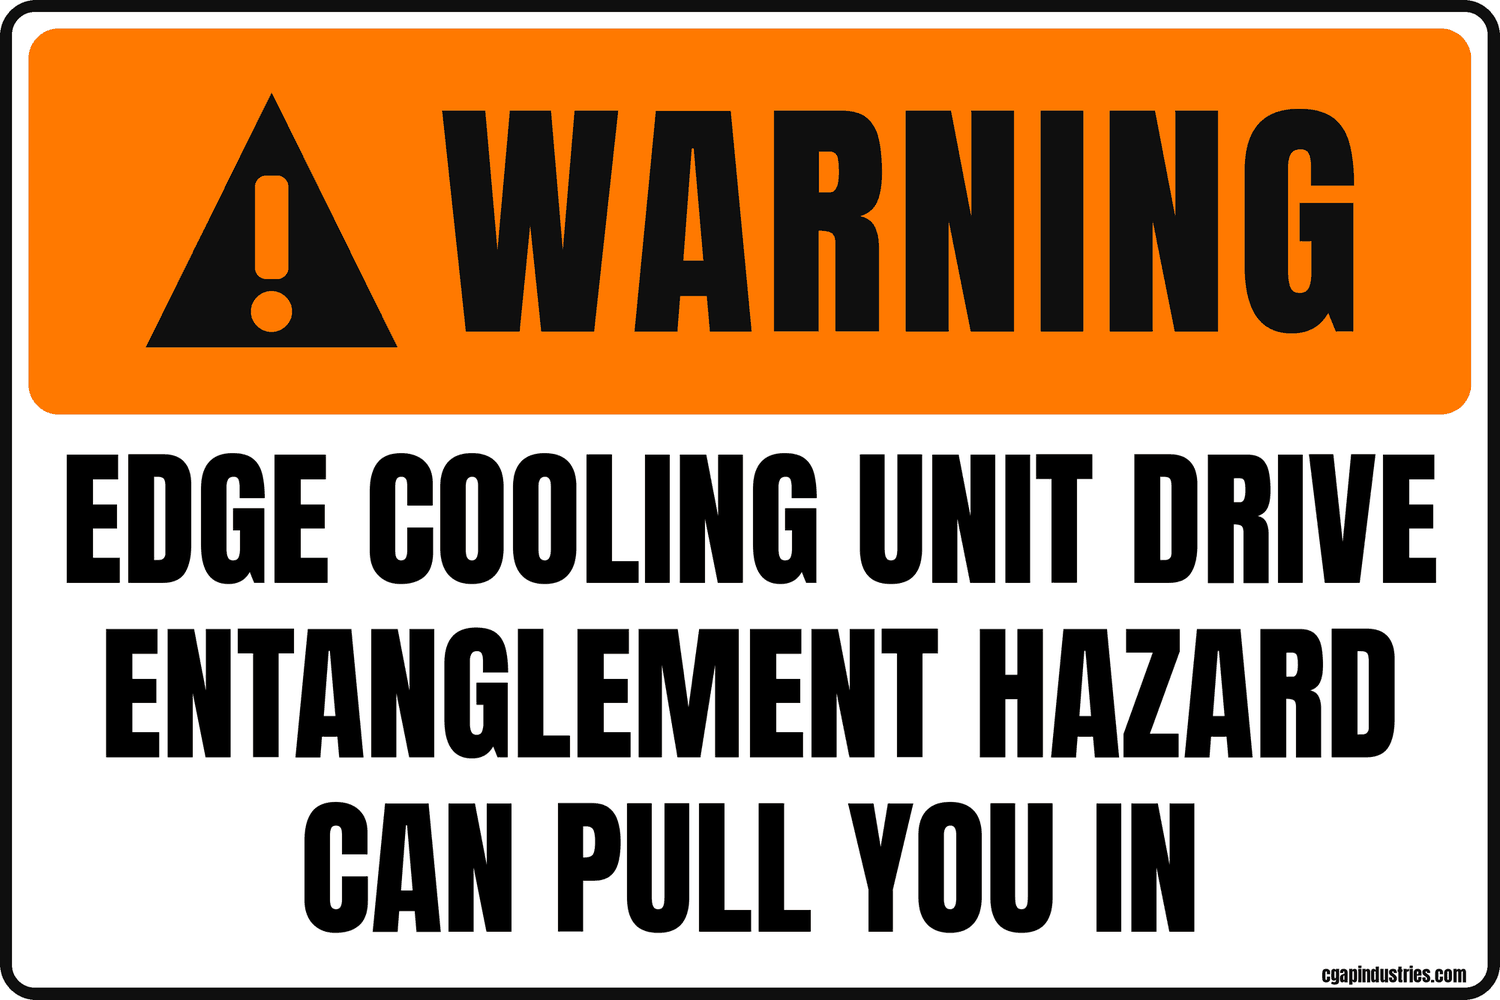 WARNING
EDGE COOLING UNIT DRIVE
ENTANGLEMENT HAZARD
CAN PULL YOU IN
cgapindustries.com